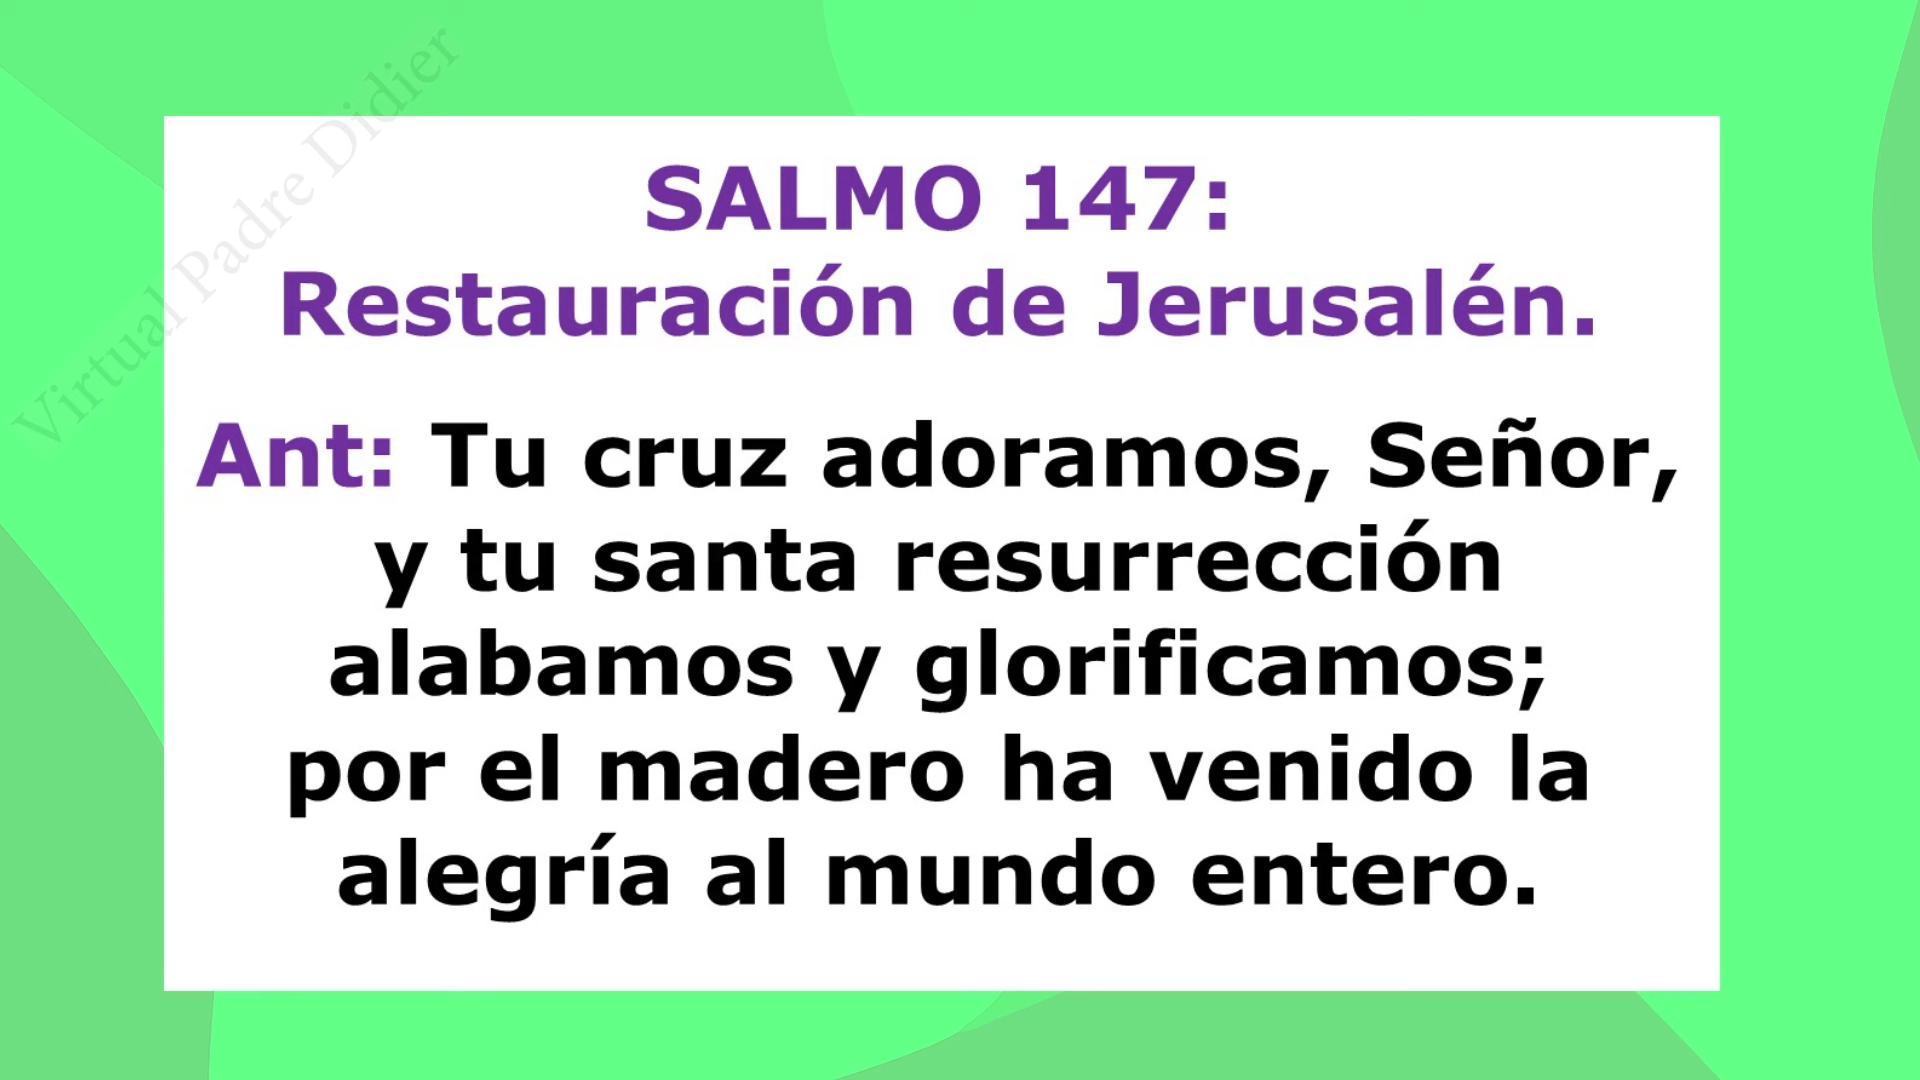 Virtual Padre Didier
SALMO 147:
Restauración de Jerusalén.
Ant: Tu cruz adoramos, Señor,
y tu santa resurrección
alabamos y glorificamos;
por el madero ha venido la
alegría al mundo entero.